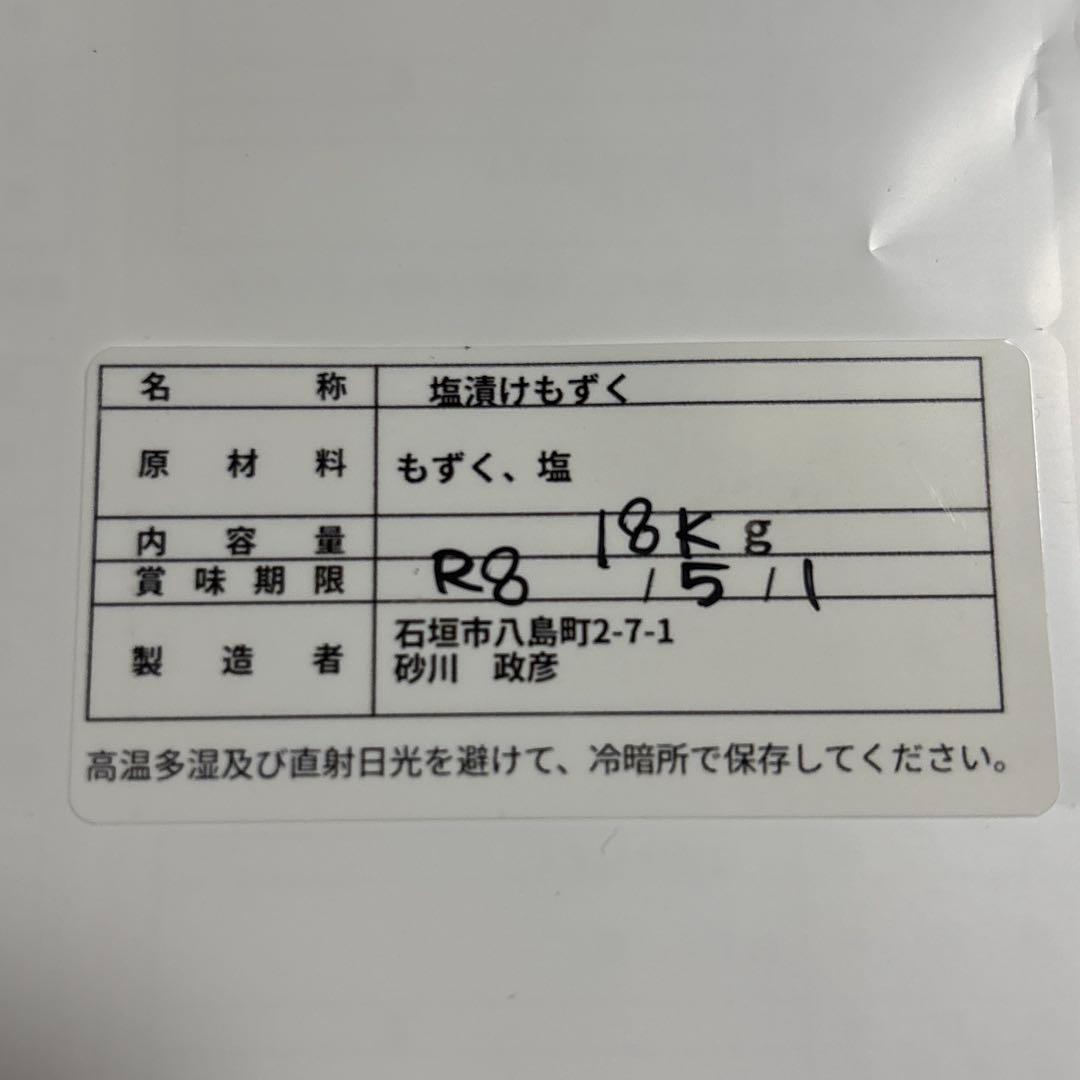 名称 塩漬けもずく
原材料 もずく、塩
内容量 18Kg
賞味期限 R8 / 5 / 1
製造者 石垣市八島町2-7-1
砂川 政彦
高温多湿及び直射日光を避けて、冷暗所で保存してください。